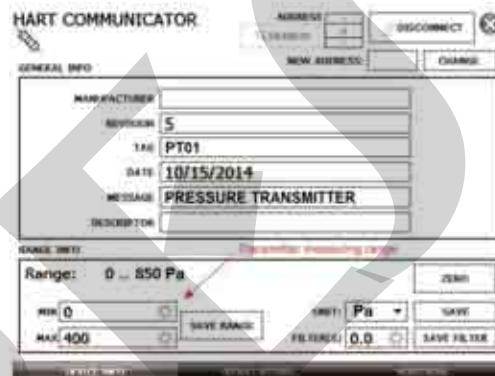 HART COMMUNICATOR
ADDRESS
DISCONNECT
NEW ADDRESS:
CHANGE
GENERAL INFO
MANUFACTURER
REVISION 5
TAG PT01
DATE 10/15/2014
MESSAGE PRESSURE TRANSMITTER
DESCRIPTOR
RANGE INFO
Transmitter measuring range
Range: 0 .. 850 Pa
ZERO
MIN 0
SAVE RANGE
UNIT: Pa
SAVE
MAX 400
FILTER[S] 0.0
SAVE FILTER